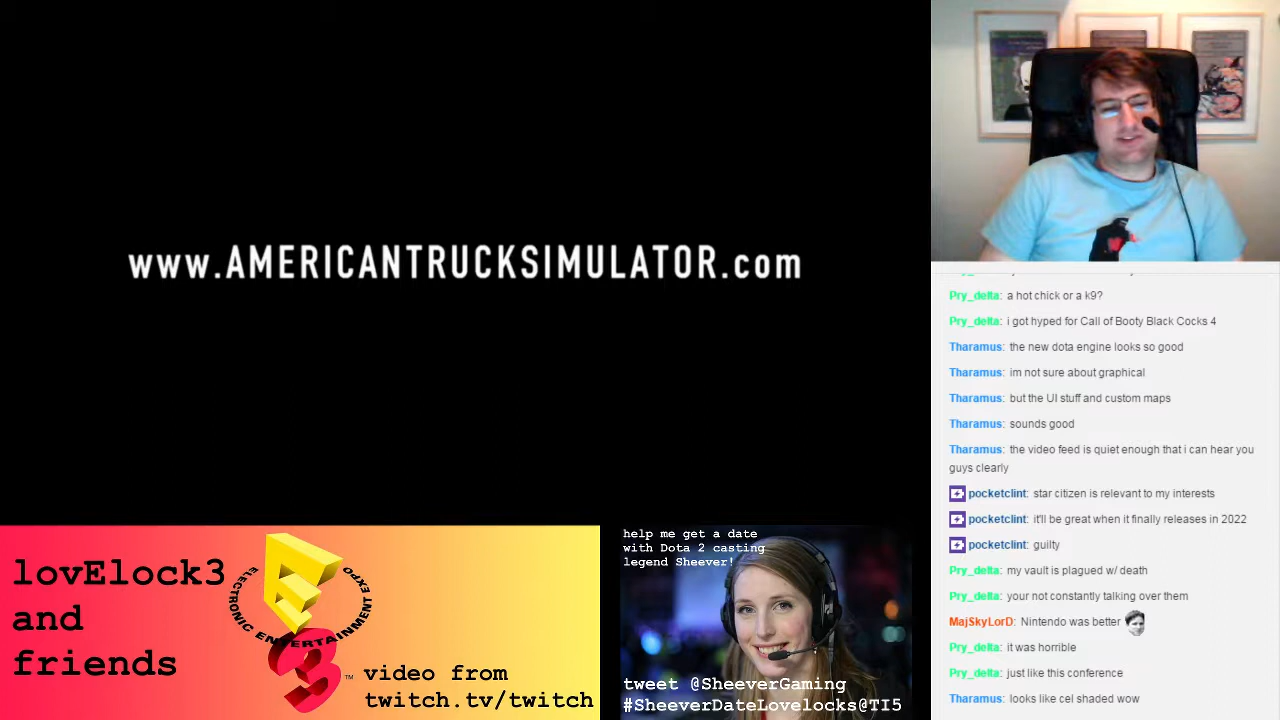 www.AMERICANTRUCKSIMULATOR.com
Pry_delta: a hot chick or a k9?
Pry_delta: i got hyped for Call of Booty Black Cocks 4
Tharamus: the new dota engine looks so good
Tharamus: im not sure about graphical
Tharamus: but the UI stuff and custom maps
Tharamus: sounds good
Tharamus: the video feed is quiet enough that i can hear you
guys clearly
pocketclint: star citizen is relevant to my interests
pocketclint: it'll be great when it finally releases in 2022
pocketclint: guilty
Pry_delta: my vault is plagued w/ death
Pry_delta: your not constantly talking over them
MajSkyLorD: Nintendo was better
Pry_delta: it was horrible
Pry_delta: just like this conference
Tharamus: looks like cel shaded wow
lovElock3
and
friends
ELECTRONIC ENTERTAINMENT EXPO
E3
TM
video from
twitch.tv/twitch
help me get a date
with Dota 2 casting
legend Sheever!
tweet @SheeverGaming
#SheeverDateLovelocks@TI5